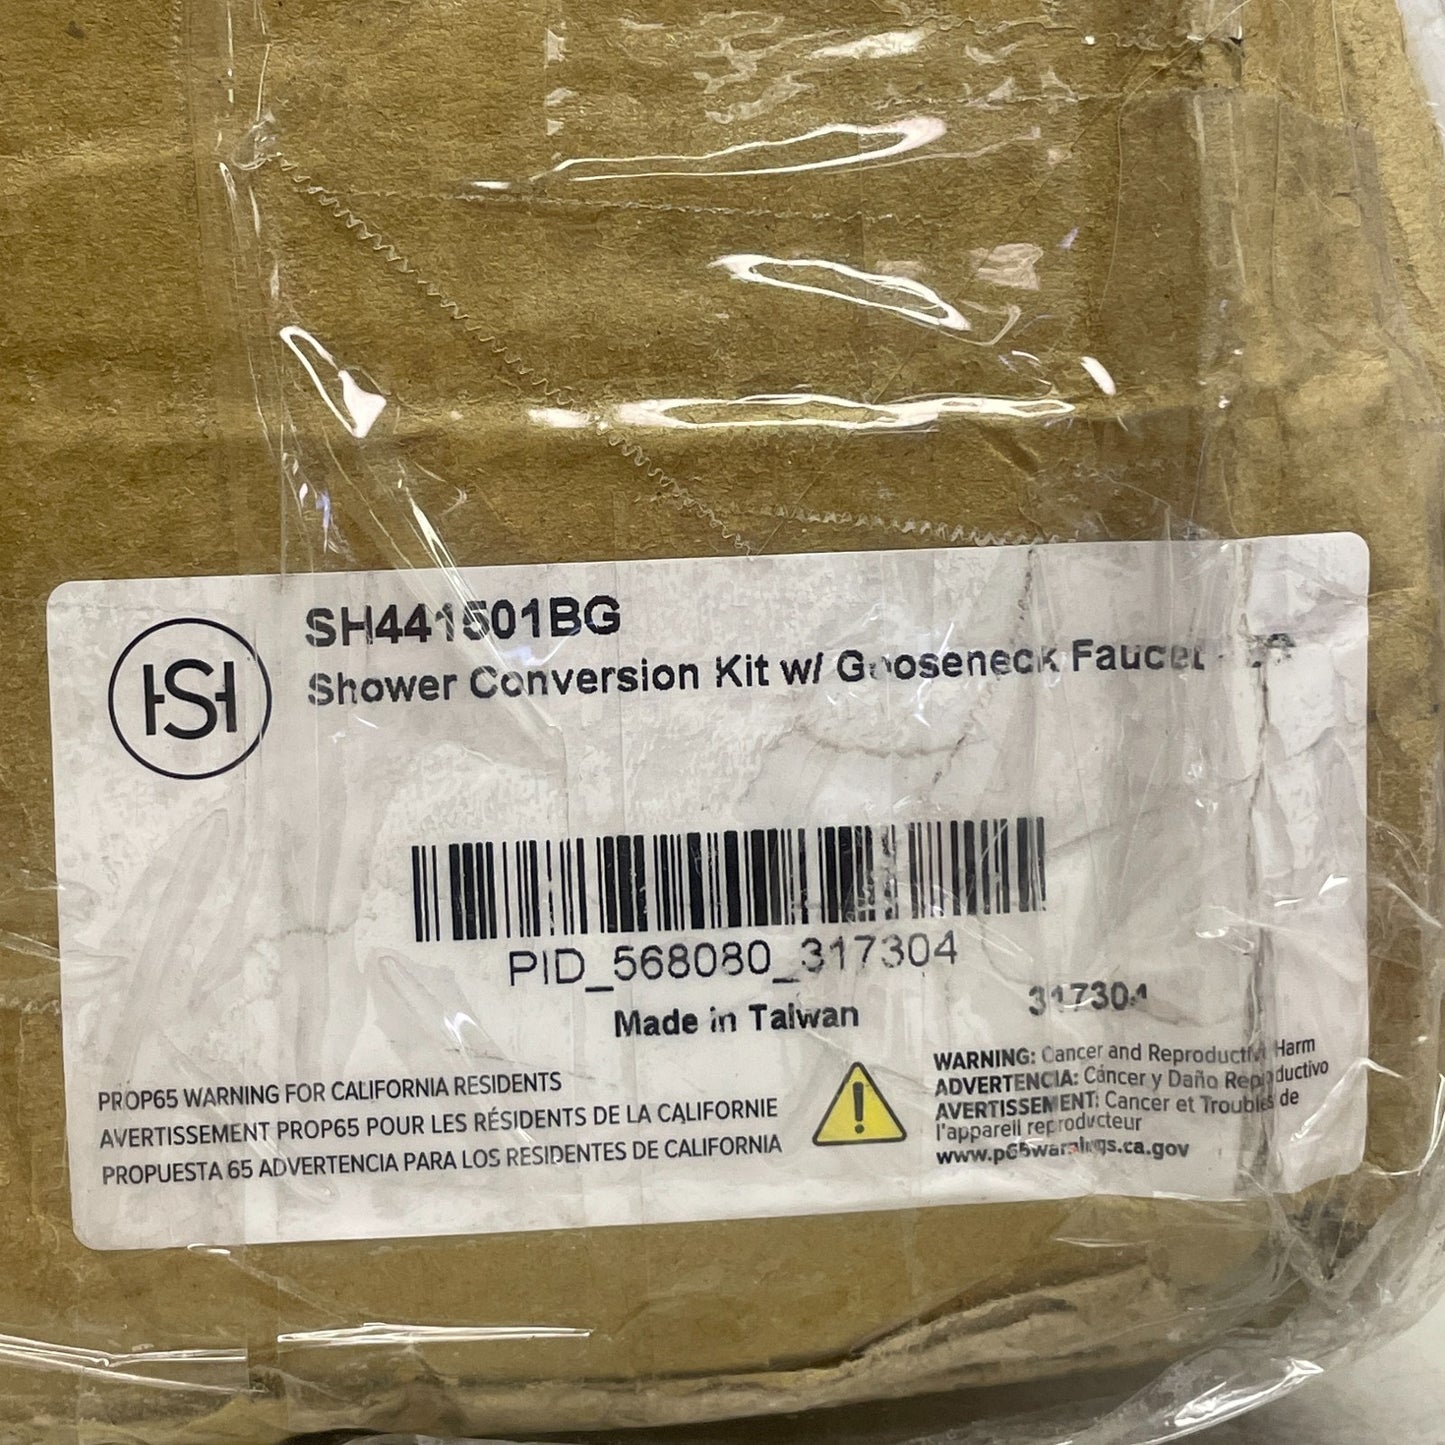 HSH
SH441501BG
Shower Conversion Kit w/ Gooseneck Faucet -
PID_568080_317304
Made in Taiwan
317304
PROP65 WARNING FOR CALIFORNIA RESIDENTS
AVERTISSEMENT PROP65 POUR LES RÉSIDENTS DE LA CALIFORNIE
PROPUESTA 65 ADVERTENCIA PARA LOS RESIDENTES DE CALIFORNIA
WARNING: Cancer and Reproductive Harm
ADVERTENCIA: Cáncer y Daño Reproductivo
AVERTISSEMENT: Cancer et Troubles de
l'appareil reproducteur
www.p65warnings.ca.gov